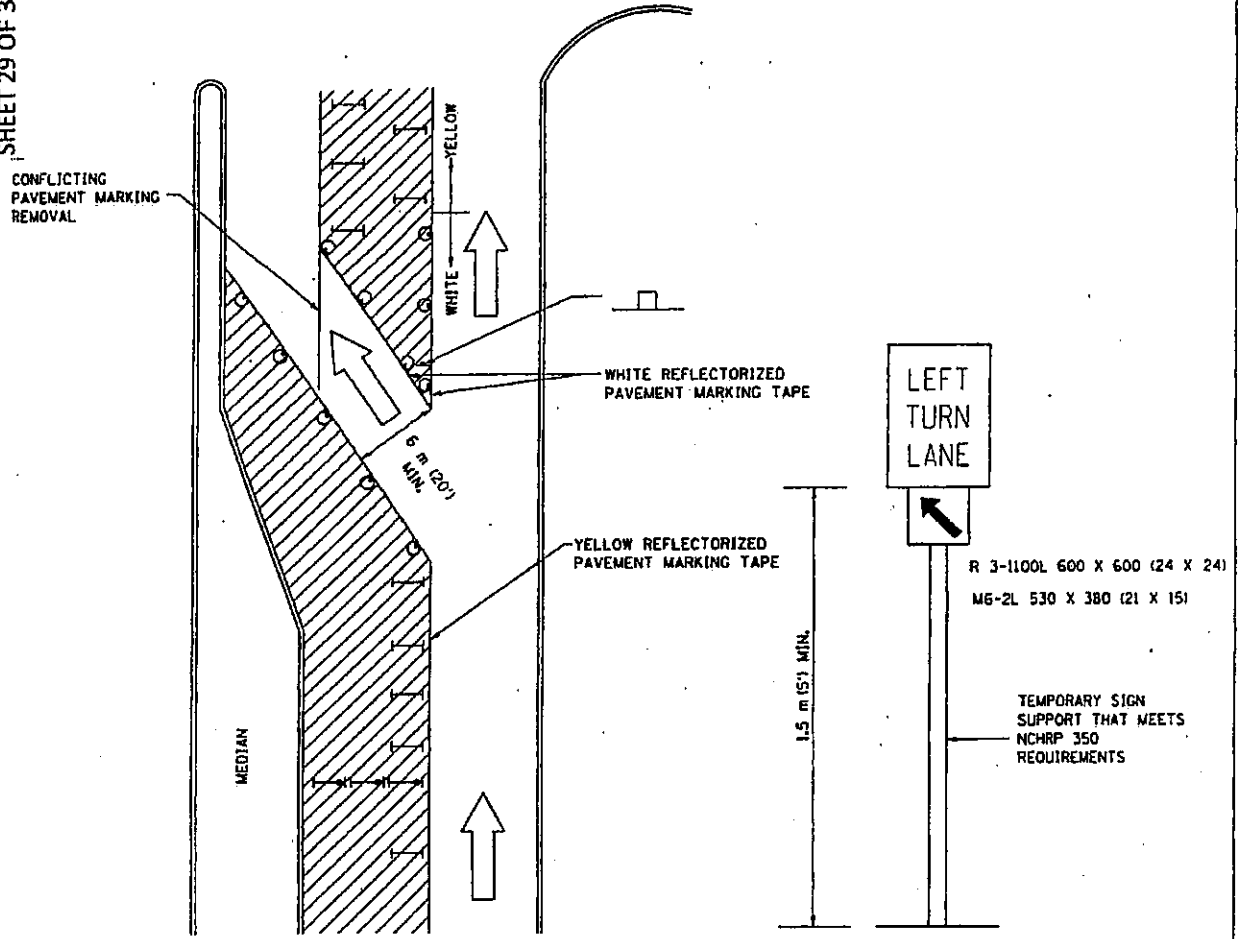 SHEET 29 OF 3
CONFLICTING
PAVEMENT MARKING
REMOVAL
YELLOW
WHITE
WHITE REFLECTORIZED
PAVEMENT MARKING TAPE
6 m (20')
MIN.
YELLOW REFLECTORIZED
PAVEMENT MARKING TAPE
MEDIAN
LEFT
TURN
LANE
R 3-1100L 600 X 600 (24 X 24)
M6-2L 530 X 380 (21 X 15)
1.5 m (5') MIN.
TEMPORARY SIGN
SUPPORT THAT MEETS
NCHRP 350
REQUIREMENTS